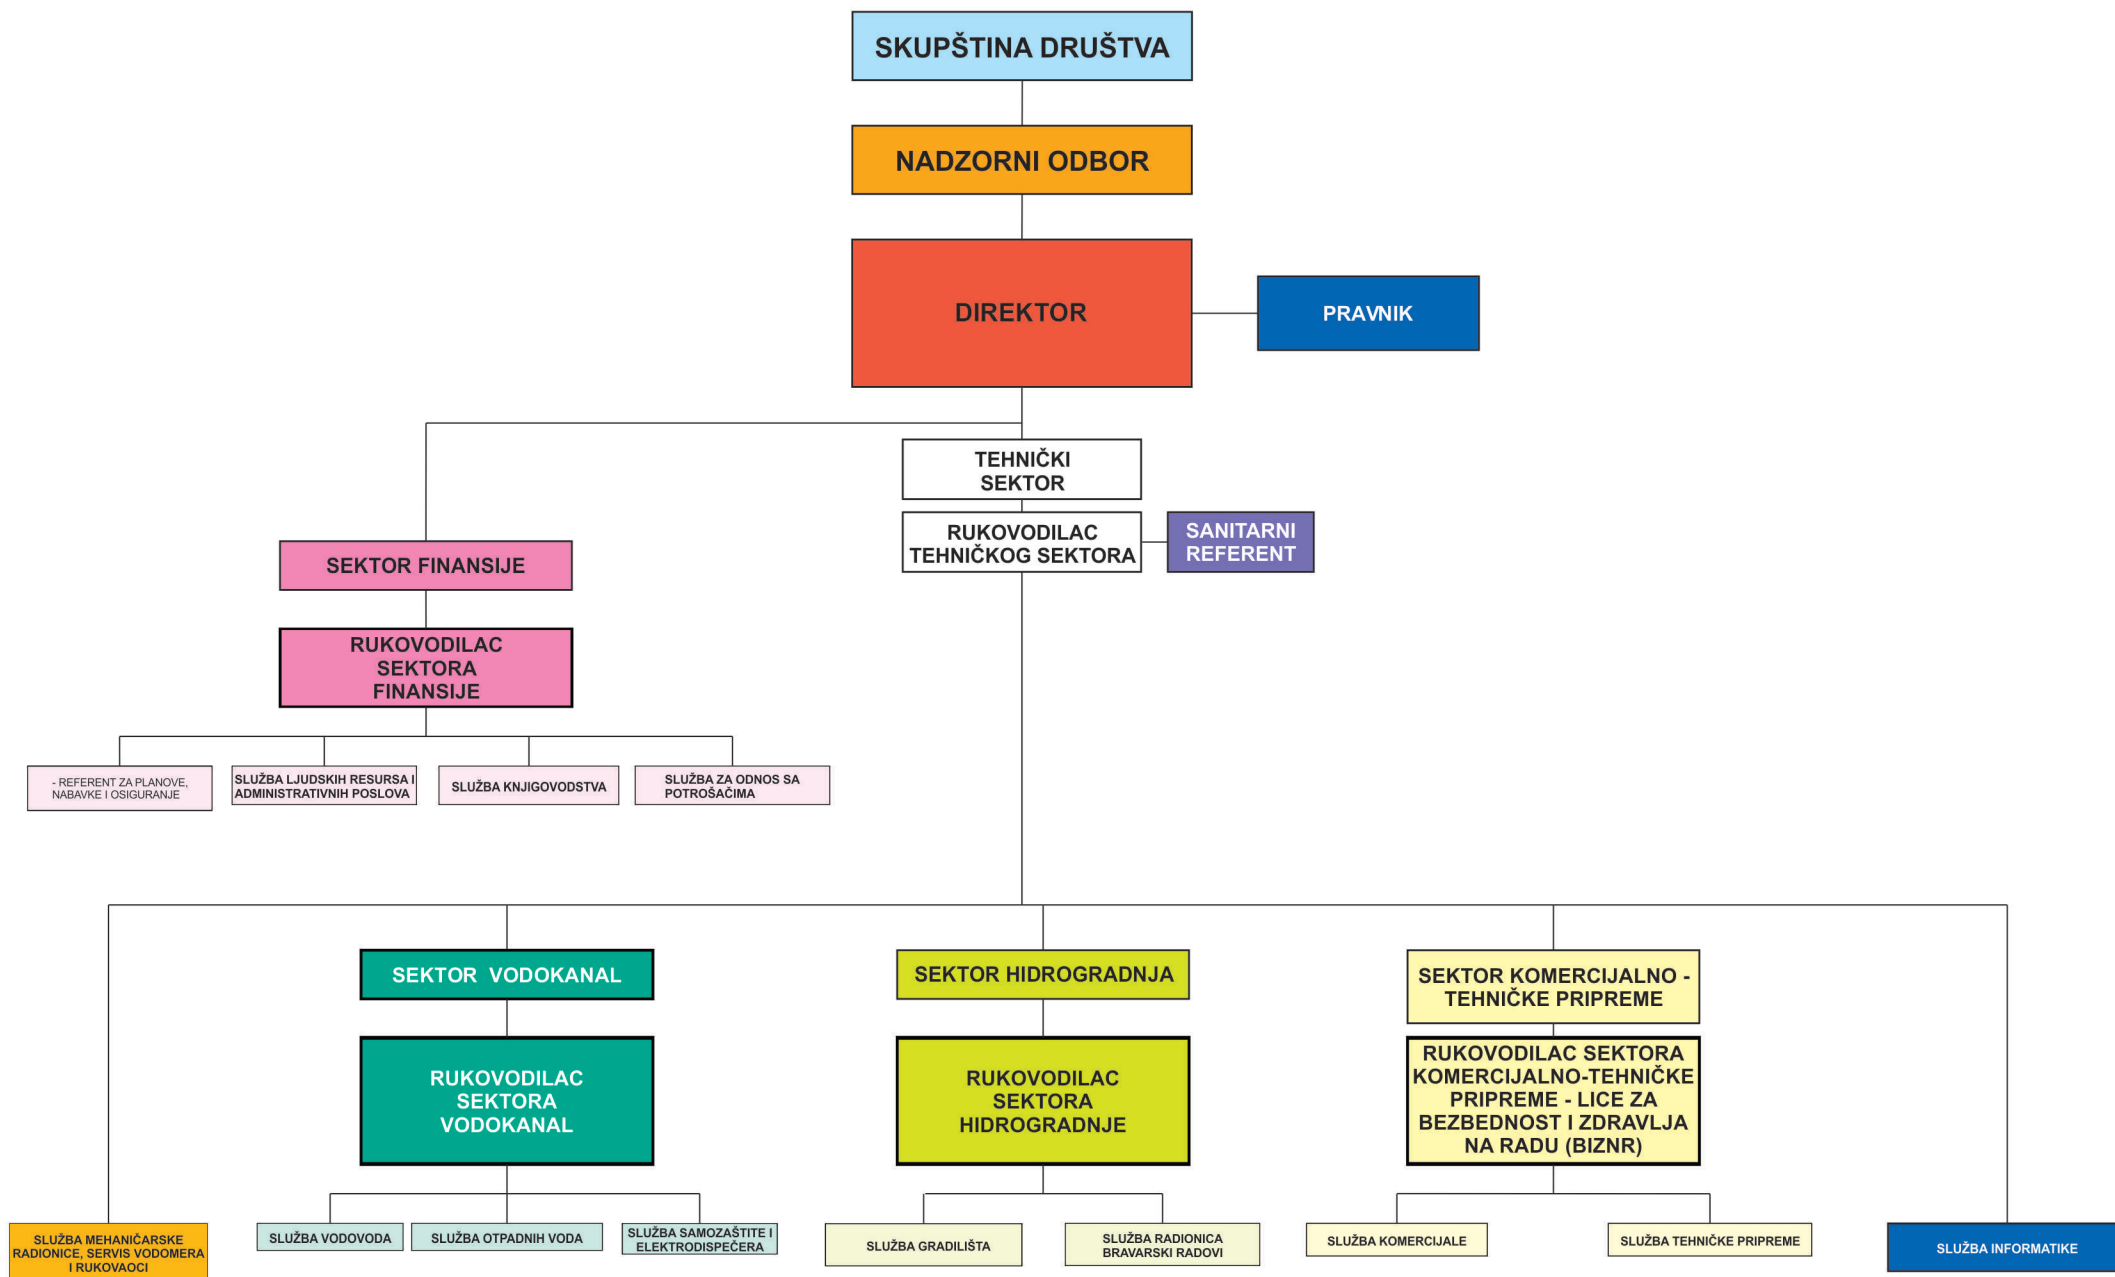 SKUPŠTINA DRUŠTVA
NADZORNI ODBOR
DIREKTOR
PRAVNIK
TEHNIČKI
SEKTOR
RUKOVODILAC
TEHNIČKOG SEKTORA
SANITARNI
REFERENT
SEKTOR FINANSIJE
RUKOVODILAC
SEKTORA
FINANSIJE
- REFERENT ZA PLANOVE,
NABAVKE I OSIGURANJE
SLUŽBA LJUDSKIH RESURSA I
ADMINISTRATIVNIH POSLOVA
SLUŽBA KNJIGOVODSTVA
SLUŽBA ZA ODNOS SA
POTROŠAČIMA
SEKTOR VODOKANAL
SEKTOR HIDROGRADNJA
SEKTOR KOMERCIJALNO -
TEHNIČKE PRIPREME
RUKOVODILAC
SEKTORA
VODOKANAL
RUKOVODILAC
SEKTORA
HIDROGRADNJE
RUKOVODILAC SEKTORA
KOMERCIJALNO-TEHNIČKE
PRIPREME - LICE ZA
BEZBEDNOST I ZDRAVLJA
NA RADU (BIZNR)
SLUŽBA MEHANIČARSKE
RADIONICE, SERVIS VODOMERA
I RUKOVAOCI
SLUŽBA VODOVODA
SLUŽBA OTPADNIH VODA
SLUŽBA SAMOZAŠTITE I
ELEKTRODISPEČERA
SLUŽBA GRADILIŠTA
SLUŽBA RADIONICA
BRAVARSKI RADOVI
SLUŽBA KOMERCIJALE
SLUŽBA TEHNIČKE PRIPREME
SLUŽBA INFORMATIKE